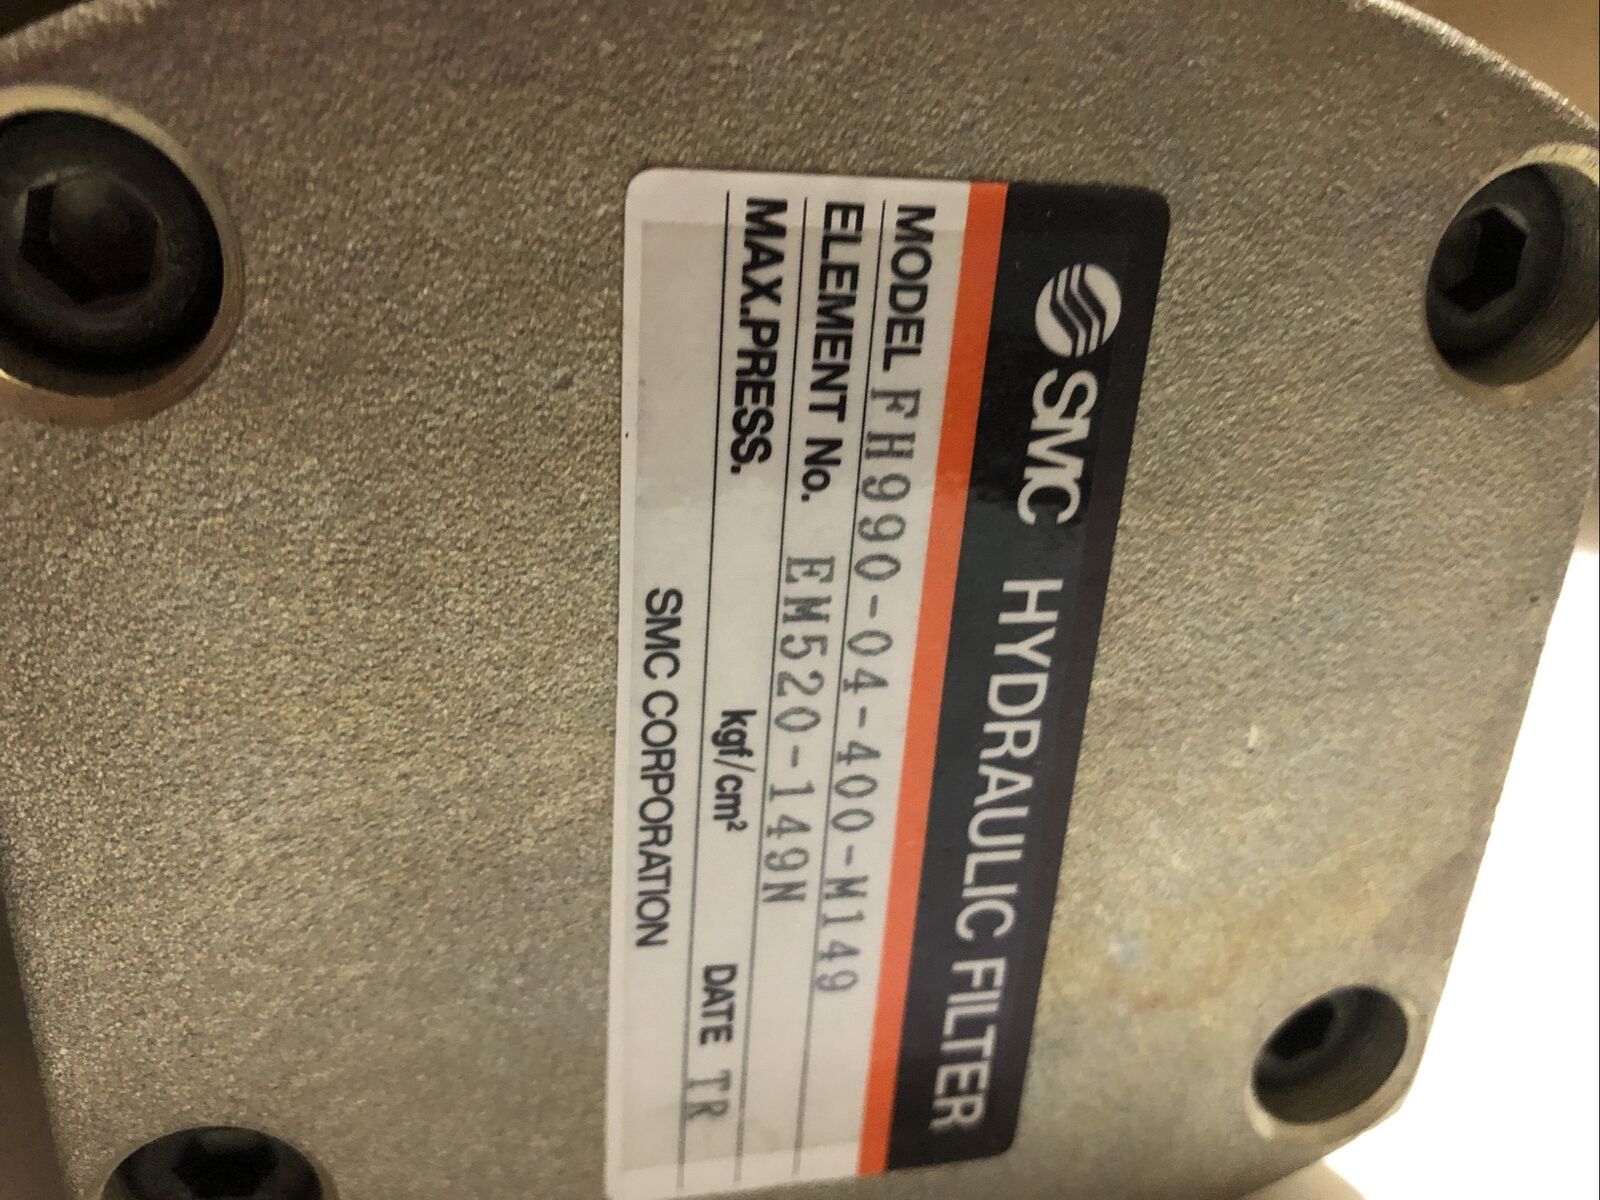 SMC HYDRAULIC FILTER
MODEL FH990-04-400-M149
ELEMENT No. EM520-149N
MAX.PRESS. kgf/cm² DATE TR
SMC CORPORATION